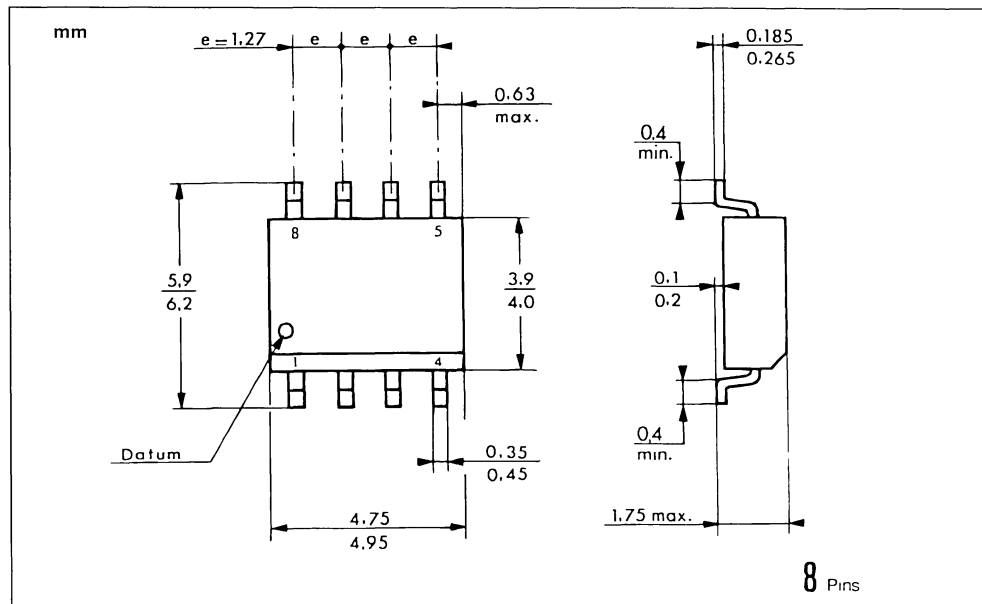 mm
e = 1,27 e e e
0,63
max.
0,185
0,265
0,4
min.
8 5
5,9
6,2
3,9
4,0
0,1
0,2
1 4
Datum
0,35
0,45
0,4
min.
4,75
4,95
1,75 max.
8 Pins